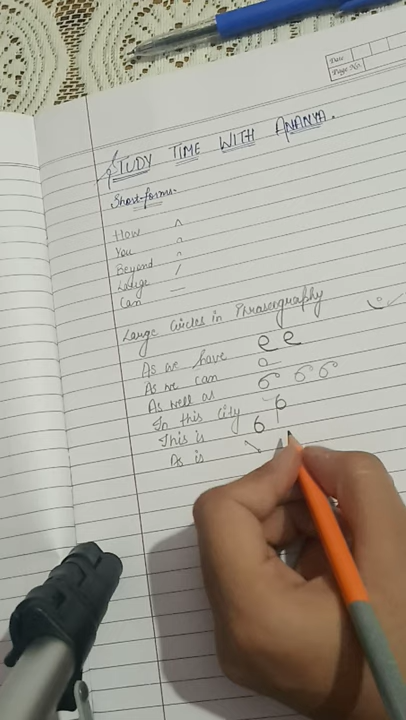 Date
Page No.
STUDY TIME WITH ANANYA.
Short-forms-
How
You
Beyond
Large
Can
Large Circles in Phraseography
As we have
As we can
As well as
In this city
This is
As is